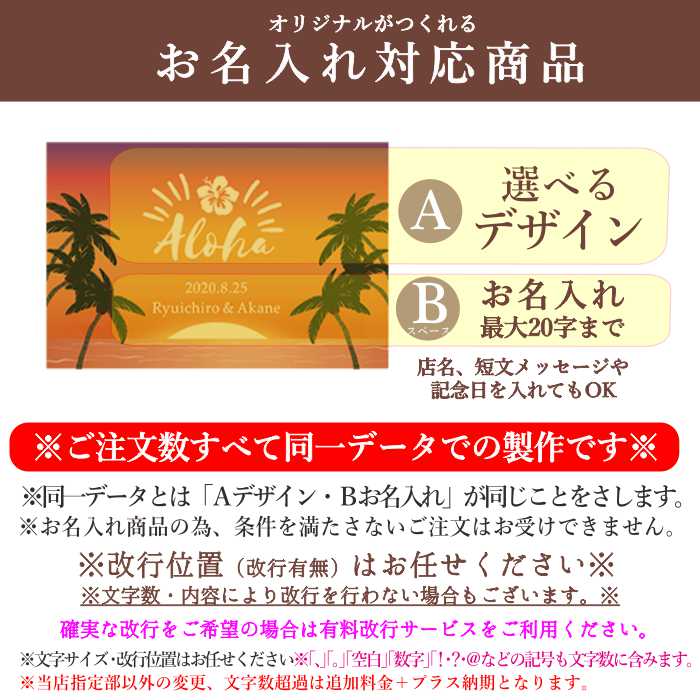 オリジナルがつくれる
お名入れ対応商品
Aloha
2020.8.25
Ryuichiro & Akane
A
選べる
デザイン
B
スペース
お名入れ
最大20字まで
店名、短文メッセージや
記念日を入れてもOK
※ご注文数すべて同一データでの製作です※
※同一データとは「Aデザイン・Bお名入れ」が同じことをさします。
※お名入れ商品の為、条件を満たさないご注文はお受けできません。
※改行位置（改行有無）はお任せください※
※文字数・内容により改行を行わない場合もございます。※
確実な改行をご希望の場合は有料改行サービスをご利用ください。
※文字サイズ・改行位置はお任せください※「、」「。」「空白」「数字」「！・？・＠などの記号も文字数に含みます。
※当店指定部以外の変更、文字数超過は追加料金＋プラス納期となります。